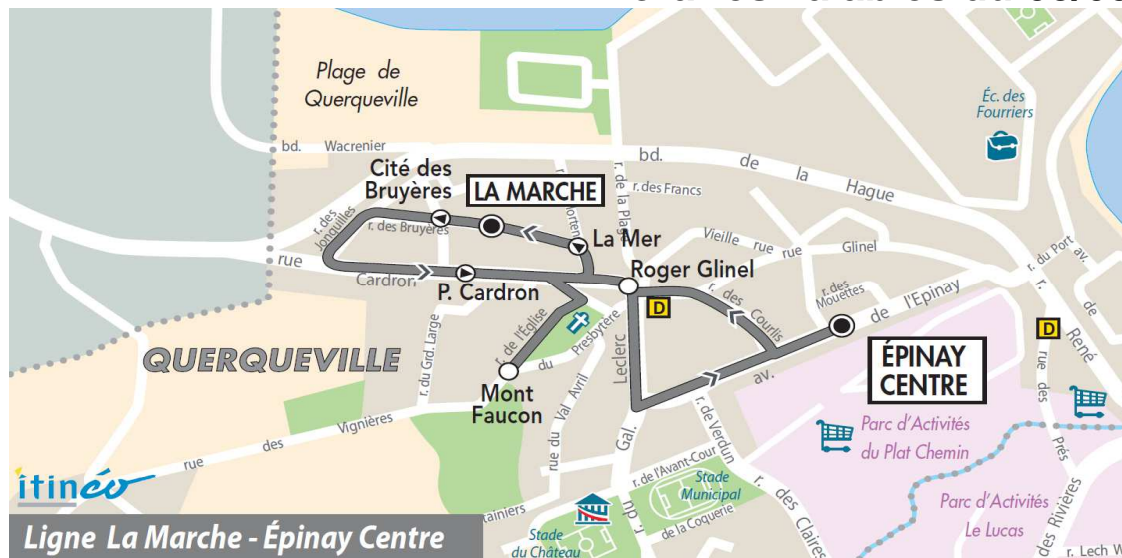 Plage de
Querqueville
bd. Wacrenier
Éc. des
Fourriers
Cité des
Bruyères
LA MARCHE
bd. de la Hague
r. de la Plage
r. des Francs
r. des Jonquilles
r. des Bruyères
La Mer
Vieille rue
rue Glinel
r. du Port
av. de
Roger Glinel
rue Cardron
P. Cardron
r. des Mouettes
r. des Courlis
av. de l'Epinay
D
D
r. du Grd. Large
r. de l'Église
du Presbytère
QUERQUEVILLE
ÉPINAY
CENTRE
René
rue des Prés
Mont
Faucon
r. du Gal. Leclerc
rue du Val Avril
r. de Verdun
Parc d'Activités
du Plat Chemin
rue des Vignières
r. de l'Avant-Cour
Stade
Municipal
de la Coquerie
r. des Claires
Parc d'Activités
Le Lucas
des Rivières
itinéo
Stade
du Château
r. Lech W
Ligne La Marche - Épinay Centre